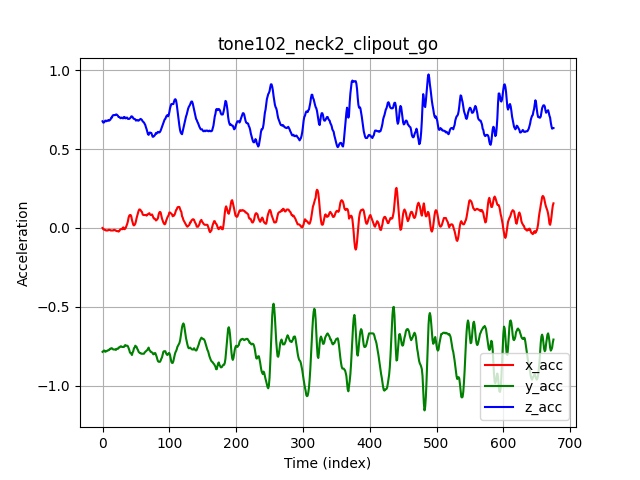 tone102_neck2_clipout_go
Acceleration
1.0
0.5
0.0
−0.5
−1.0
0 100 200 300 400 500 600 700
Time (index)
x_acc
y_acc
z_acc